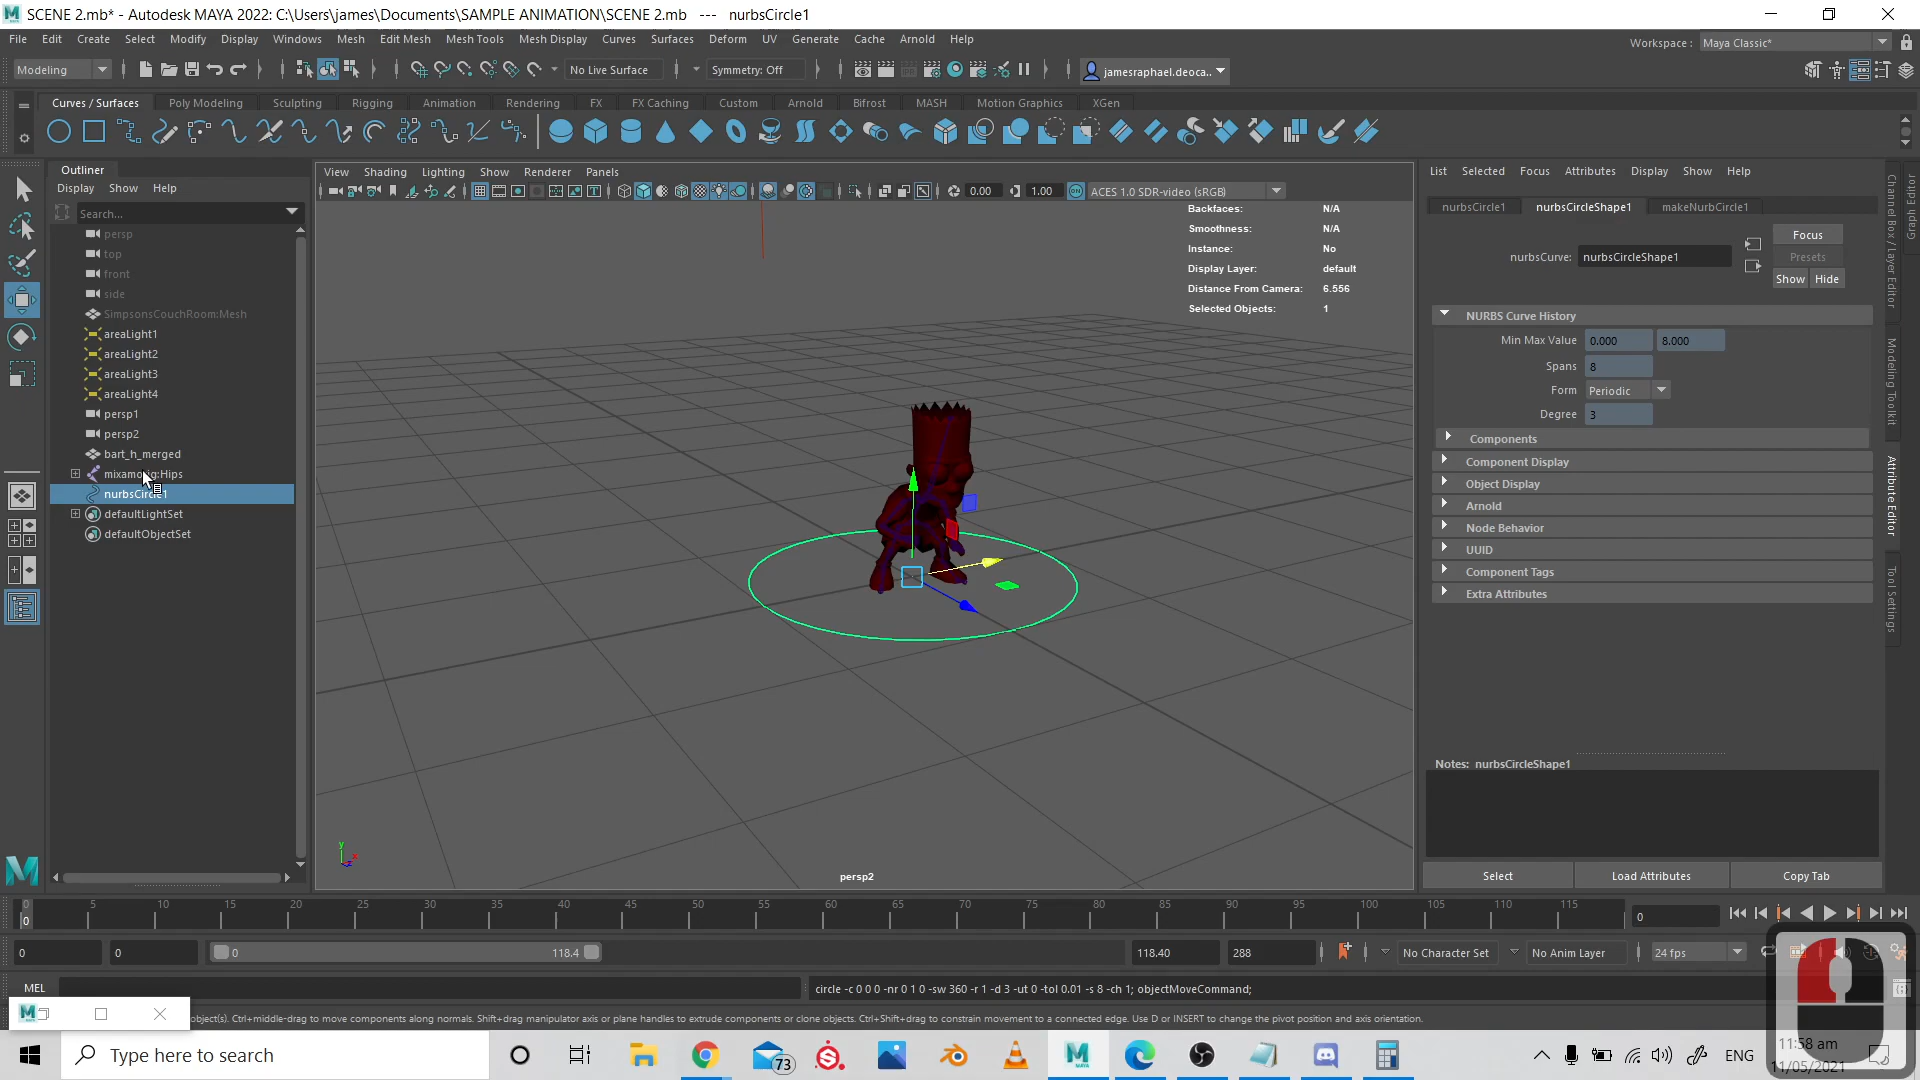 SCENE 2.mb* - Autodesk MAYA 2022: C:\Users\james\Documents\SAMPLE ANIMATION\SCENE 2.mb   ---   nurbsCircle1
File Edit Create Select Modify Display Windows Mesh Edit Mesh Mesh Tools Mesh Display Curves Surfaces Deform UV Generate Cache Arnold Help
Workspace : Maya Classic*
Modeling No Live Surface Symmetry: Off jamesraphael.deoca..
Curves / Surfaces Poly Modeling Sculpting Rigging Animation Rendering FX FX Caching Custom Arnold Bifrost MASH Motion Graphics XGen
Outliner
Display Show Help
Search...
persp
top
front
side
SimpsonsCouchRoom:Mesh
areaLight1
areaLight2
areaLight3
areaLight4
persp1
persp2
bart_h_merged
mixamorig:Hips
nurbsCircle1
defaultLightSet
defaultObjectSet
View Shading Lighting Show Renderer Panels
0.00 1.00 ACES 1.0 SDR-video (sRGB)
Backfaces: N/A
Smoothness: N/A
Instance: No
Display Layer: default
Distance From Camera: 6.556
Selected Objects: 1
y
x
persp2
List Selected Focus Attributes Display Show Help
nurbsCircle1 nurbsCircleShape1 makeNurbCircle1
Focus
nurbsCurve: nurbsCircleShape1
Presets
Show Hide
NURBS Curve History
Min Max Value 0.000 8.000
Spans 8
Form Periodic
Degree 3
Components
Component Display
Object Display
Arnold
Node Behavior
UUID
Component Tags
Extra Attributes
Notes: nurbsCircleShape1
Select Load Attributes Copy Tab
Channel Box / Layer Editor
Graph Editor
Modeling Toolkit
Attribute Editor
Tool Settings
0 5 10 15 20 25 30 35 40 45 50 55 60 65 70 75 80 85 90 95 100 105 110 115
0
0
0 0 0 118.4 118.40 288 No Character Set No Anim Layer 24 fps
MEL
circle -c 0 0 0 -nr 0 1 0 -sw 360 -r 1 -d 3 -ut 0 -tol 0.01 -s 8 -ch 1; objectMoveCommand;
object(s). Ctrl+middle-drag to move components along normals. Shift+drag manipulator axis or plane handles to extrude components or clone objects. Ctrl+Shift+drag to constrain movement to a connected edge. Use D or INSERT to change the pivot position and axis orientation.
Type here to search
73
MAYA
ENG
11:58 am
11/05/2021